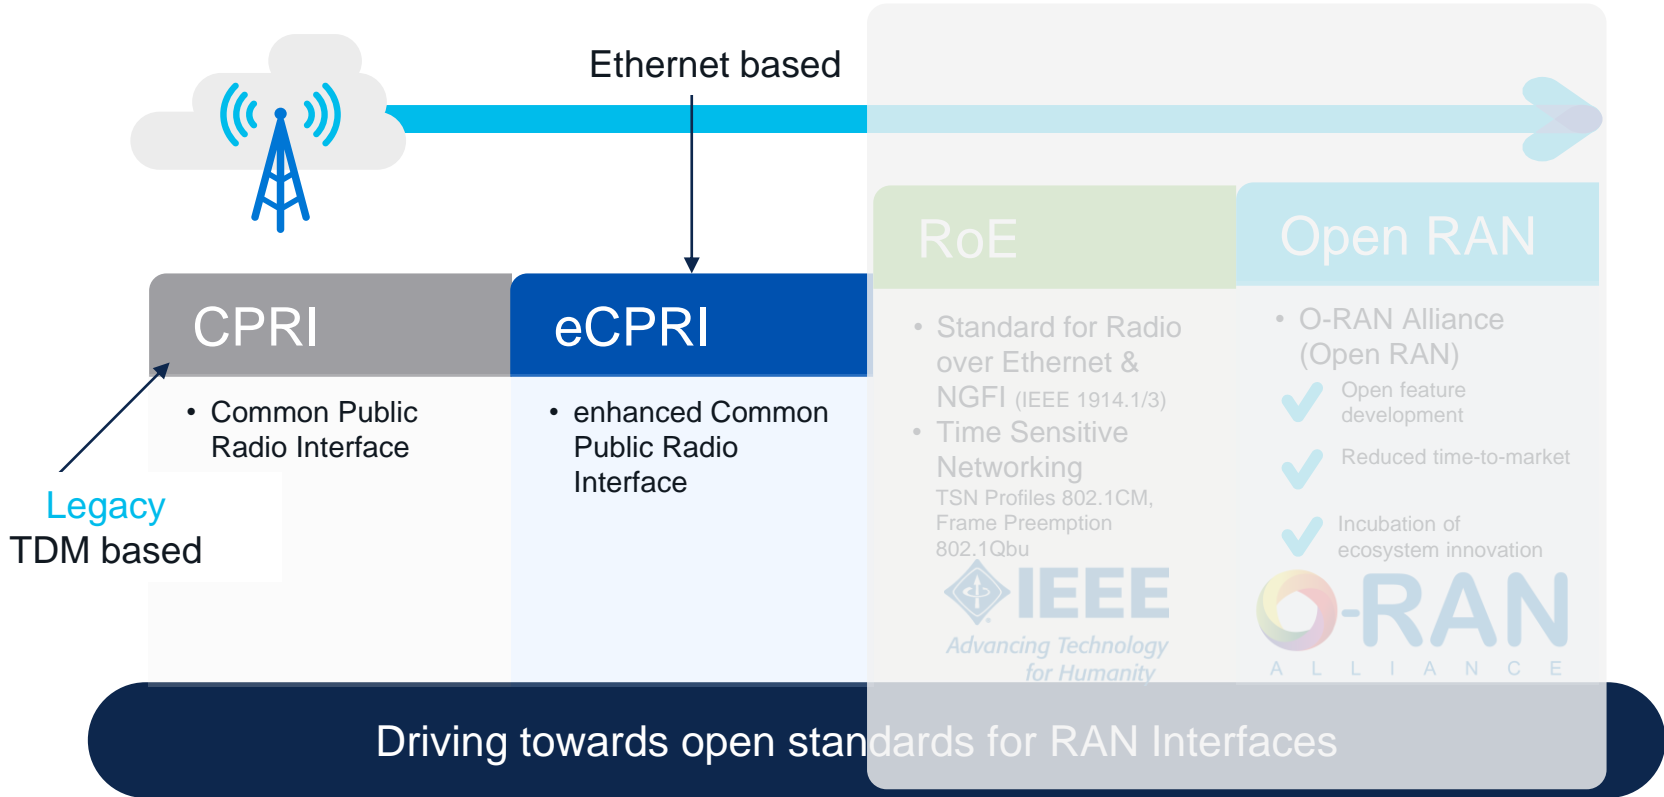 Ethernet based
CPRI
eCPRI
RoE
Open RAN
Legacy
TDM based
• Common Public
Radio Interface
• enhanced Common
Public Radio
Interface
• Standard for Radio
over Ethernet &
NGFI (IEEE 1914.1/3)
• Time Sensitive
Networking
TSN Profiles 802.1CM,
Frame Preemption
802.1Qbu
IEEE
Advancing Technology
for Humanity
• O-RAN Alliance
(Open RAN)
Open feature
development
Reduced time-to-market
Incubation of
ecosystem innovation
O-RAN
ALLIANCE
Driving towards open standards for RAN Interfaces